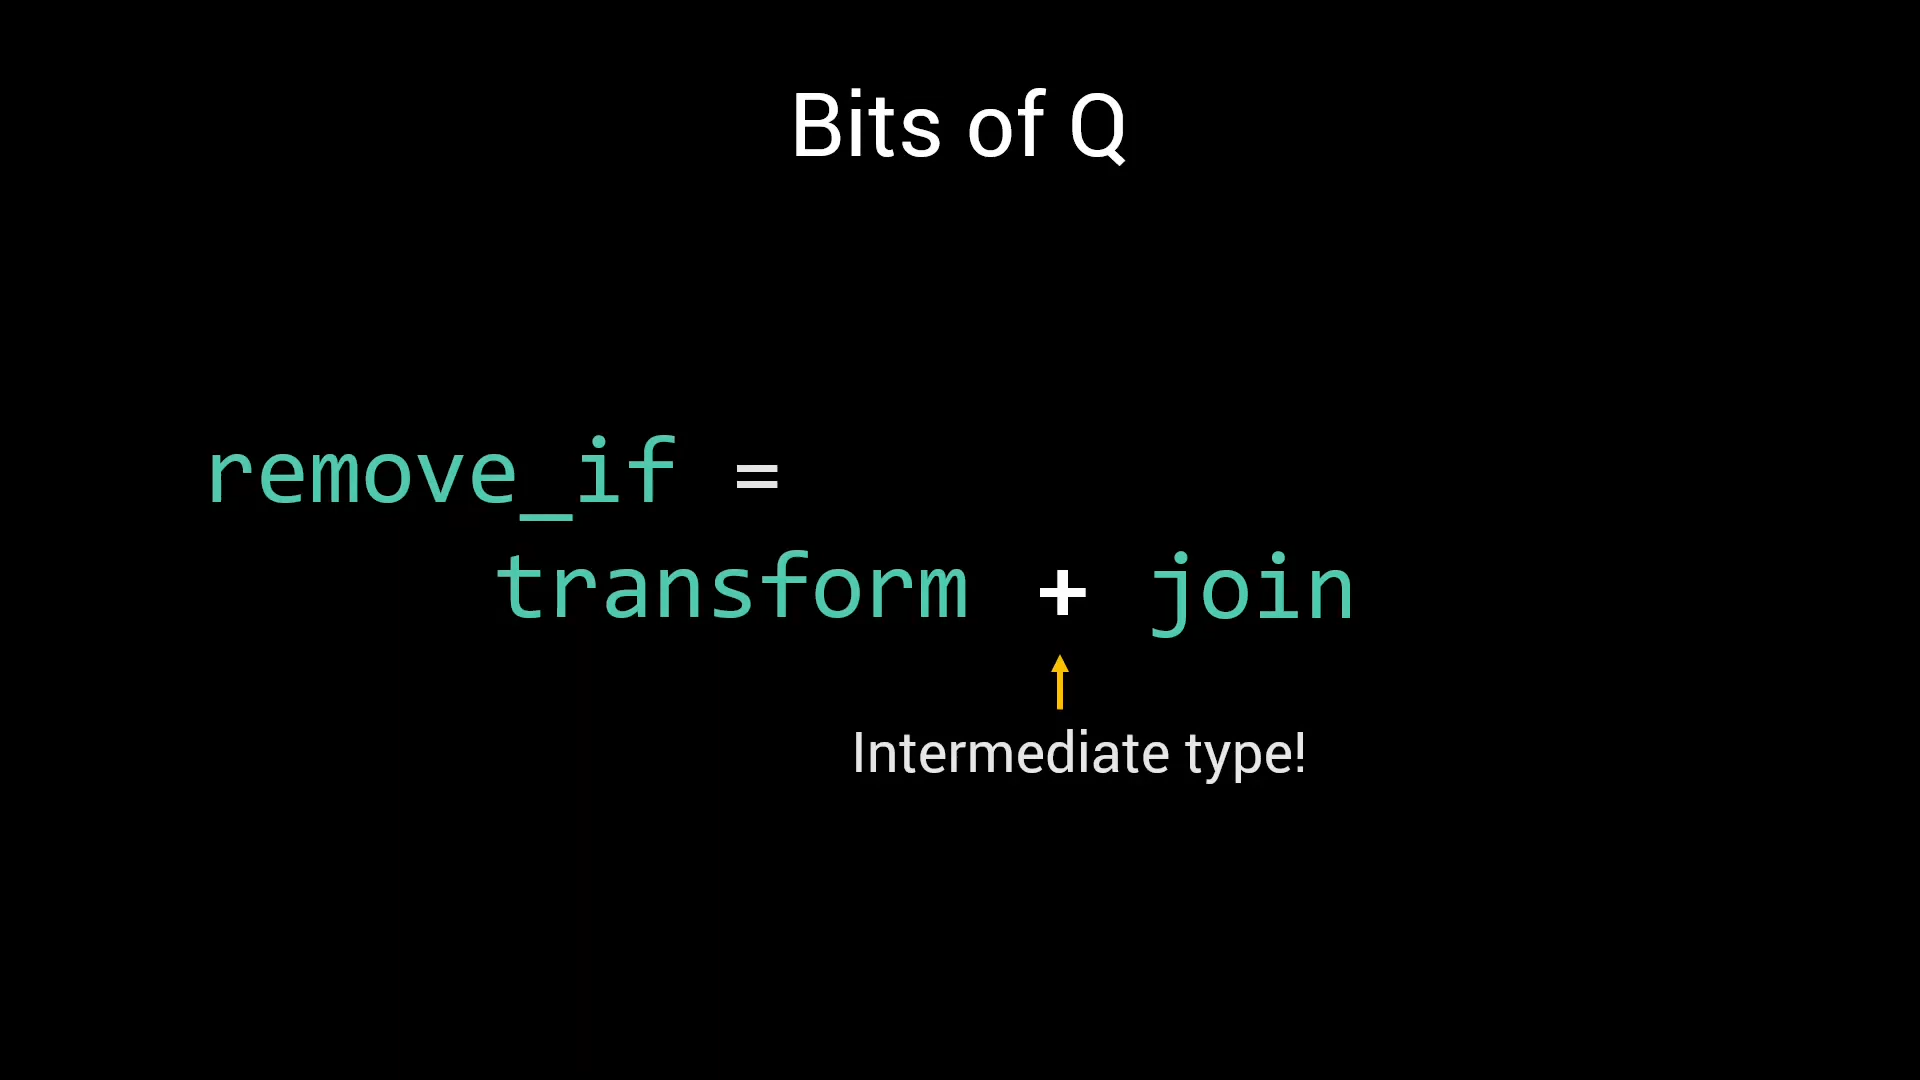 Bits of Q
remove_if =
transform + join
Intermediate type!